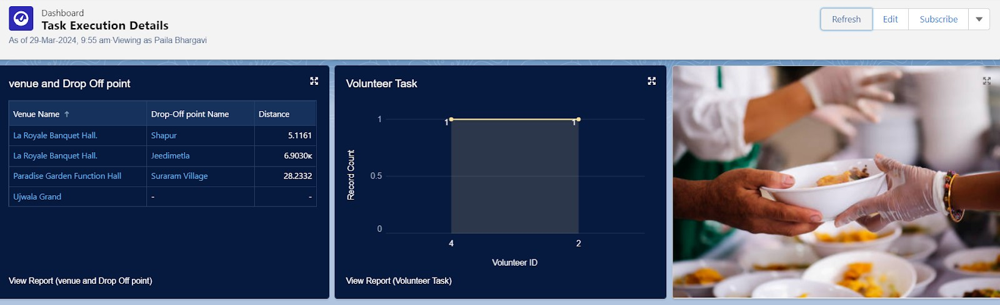 Dashboard
Task Execution Details
As of 29-Mar-2024, 9:55 am·Viewing as Paila Bhargavi
Refresh Edit Subscribe
venue and Drop Off point
Venue Name ↑ Drop-Off point Name Distance
La Royale Banquet Hall. Shapur 5.1161
La Royale Banquet Hall. Jeedimetla 6.9030ĸ
Paradise Garden Function Hall Suraram Village 28.2332
Ujwala Grand - -
View Report (venue and Drop Off point)
Volunteer Task
Record Count
1
0.5
0
1 1
4 2
Volunteer ID
View Report (Volunteer Task)